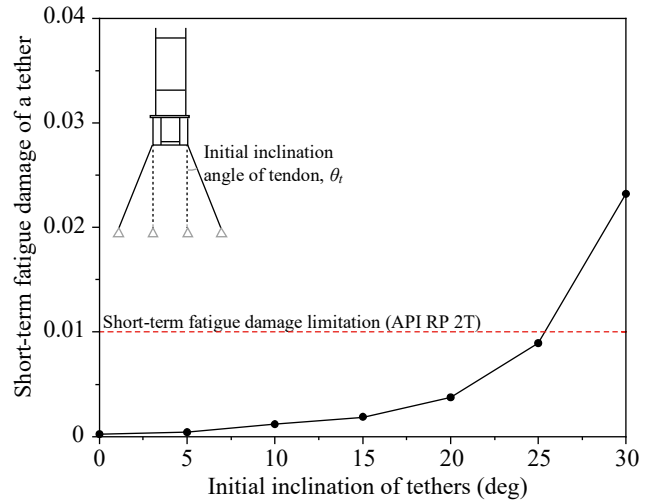 0.04
0.03
0.02
0.01
0
Short-term fatigue damage of a tether
Initial inclination
angle of tendon, θt
Short-term fatigue damage limitation (API RP 2T)
0 5 10 15 20 25 30
Initial inclination of tethers (deg)